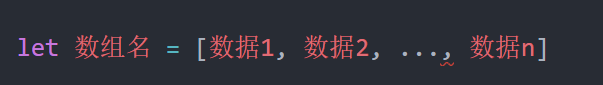 let 数组名 = [数据1, 数据2, ..., 数据n]